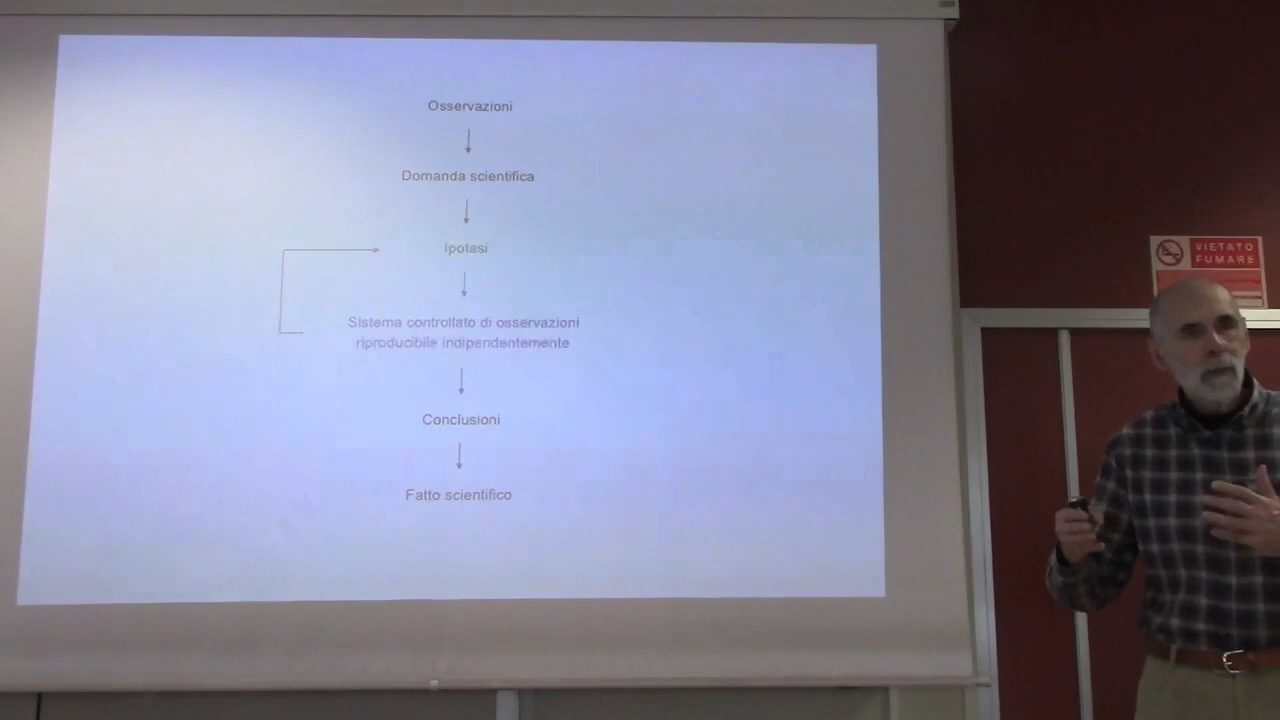 Osservazioni
Domanda scientifica
Ipotesi
Sistema controllato di osservazioni
riproducibile indipendentemente
Conclusioni
Fatto scientifico
VIETATO
FUMARE